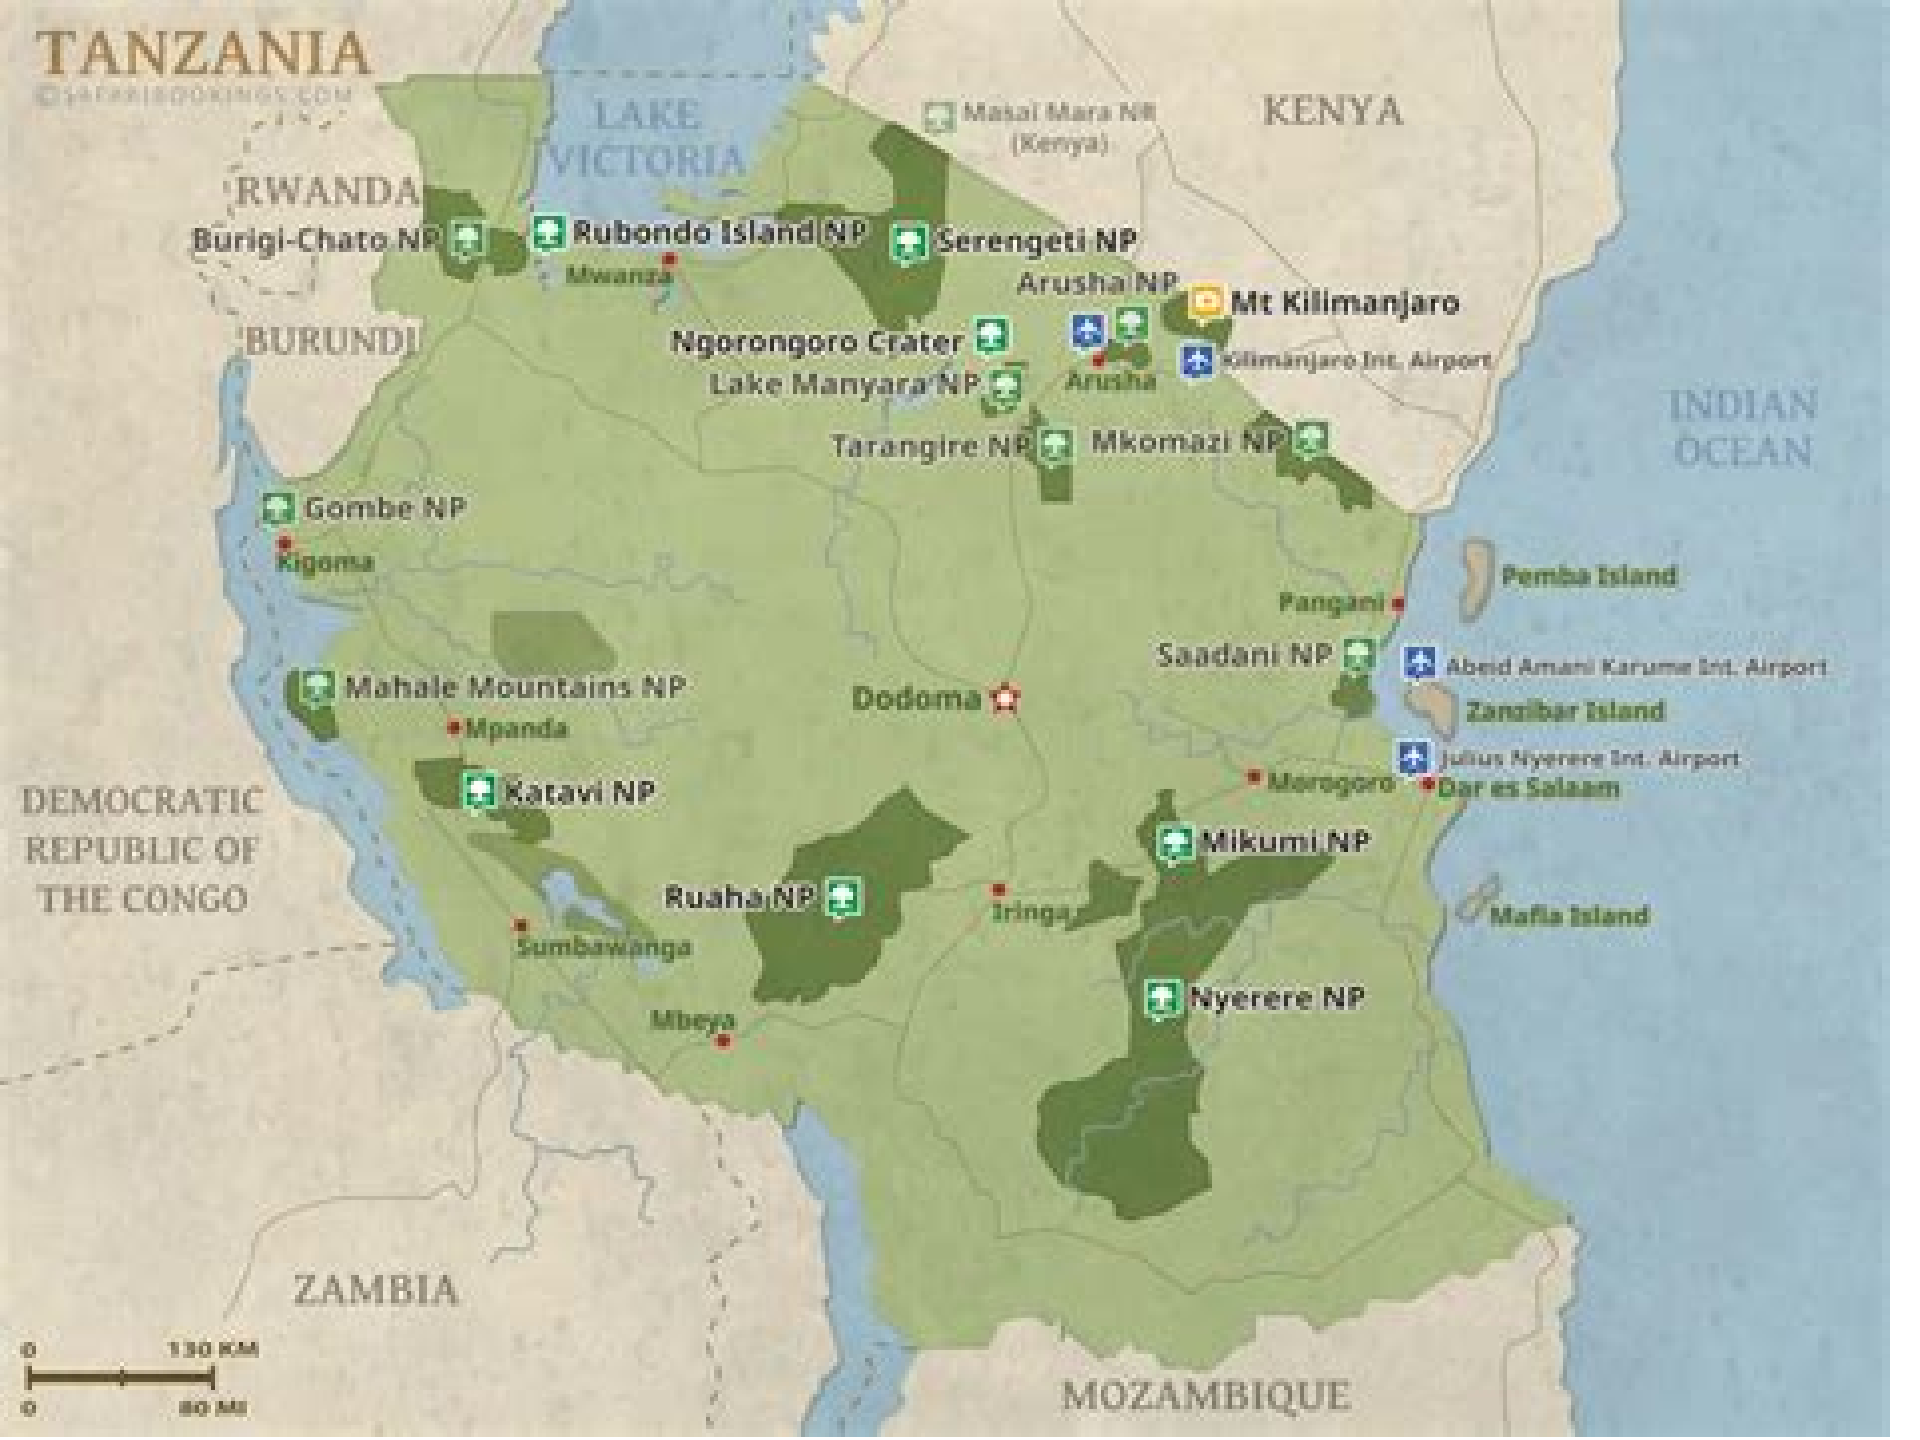 TANZANIA
©SAFARIBOOKINGS.COM
LAKE
VICTORIA
Masai Mara NR
(Kenya)
KENYA
RWANDA
Burigi-Chato NP
Rubondo Island NP
Serengeti NP
Mwanza
Arusha NP
Mt Kilimanjaro
BURUNDI
Ngorongoro Crater
Kilimanjaro Int. Airport
Lake Manyara NP
Arusha
INDIAN
OCEAN
Tarangire NP
Mkomazi NP
Gombe NP
Kigoma
Pemba Island
Pangani
Saadani NP
Abeid Amani Karume Int. Airport
Mahale Mountains NP
Dodoma
Zanzibar Island
Mpanda
Julius Nyerere Int. Airport
Katavi NP
Morogoro
Dar es Salaam
DEMOCRATIC
REPUBLIC OF
THE CONGO
Mikumi NP
Ruaha NP
Iringa
Mafia Island
Sumbawanga
Nyerere NP
Mbeya
ZAMBIA
0 130 KM
0 80 MI
MOZAMBIQUE